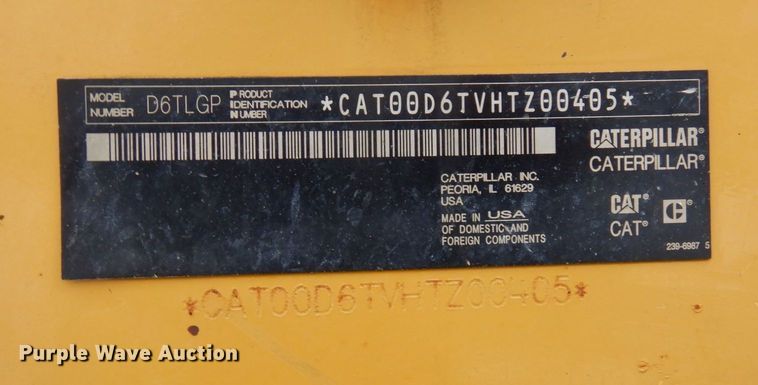 MODEL NUMBER D6TLGP PRODUCT IDENTIFICATION NUMBER *CAT00D6TVHTZ00405*
CATERPILLAR®
CATERPILLAR®
CATERPILLAR INC.
PEORIA, IL 61629
USA
MADE IN USA
OF DOMESTIC AND
FOREIGN COMPONENTS
CAT®
CAT®
C®
239-6987 5
*CAT00D6TVHTZ00405*
Purple Wave Auction